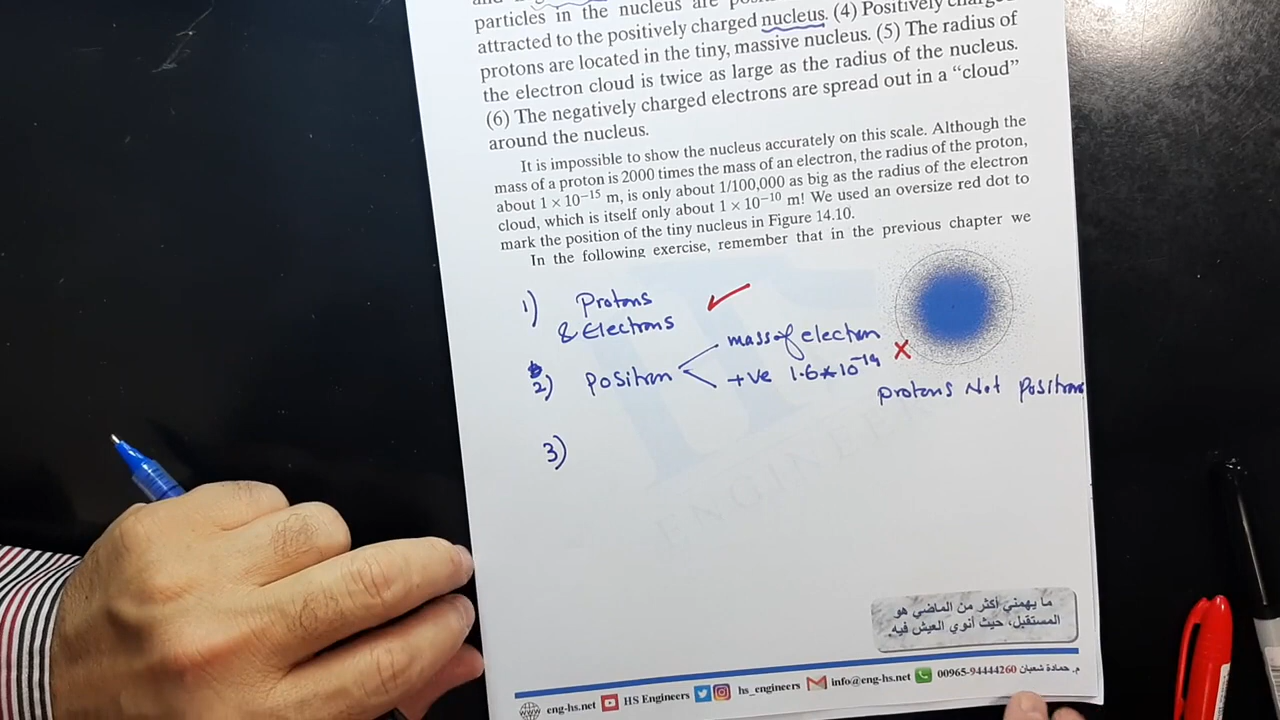 particles in the nucleus are
attracted to the positively charged nucleus. (4) Positively
protons are located in the tiny, massive nucleus. (5) The radius of
the electron cloud is twice as large as the radius of the nucleus.
(6) The negatively charged electrons are spread out in a “cloud”
around the nucleus.
It is impossible to show the nucleus accurately on this scale. Although the
mass of a proton is 2000 times the mass of an electron, the radius of the proton,
about 1 × 10⁻¹⁵ m, is only about 1/100,000 as big as the radius of the electron
cloud, which is itself only about 1 × 10⁻¹⁰ m! We used an oversize red dot to
mark the position of the tiny nucleus in Figure 14.10.
In the following exercise, remember that in the previous chapter we
1) Protons
& Electrons ✓
mass of electron
2) positron
+ve 1.6*10⁻¹⁹ ×
protons Not positrons
3)
ENGINEE
ما يهمني أكثر من الماضي هو
المستقبل، حيث أنوي العيش فيه.
eng-hs.net HS Engineers hs_engineers info@eng-hs.net 00965-94444260 م. حمادة شعبان